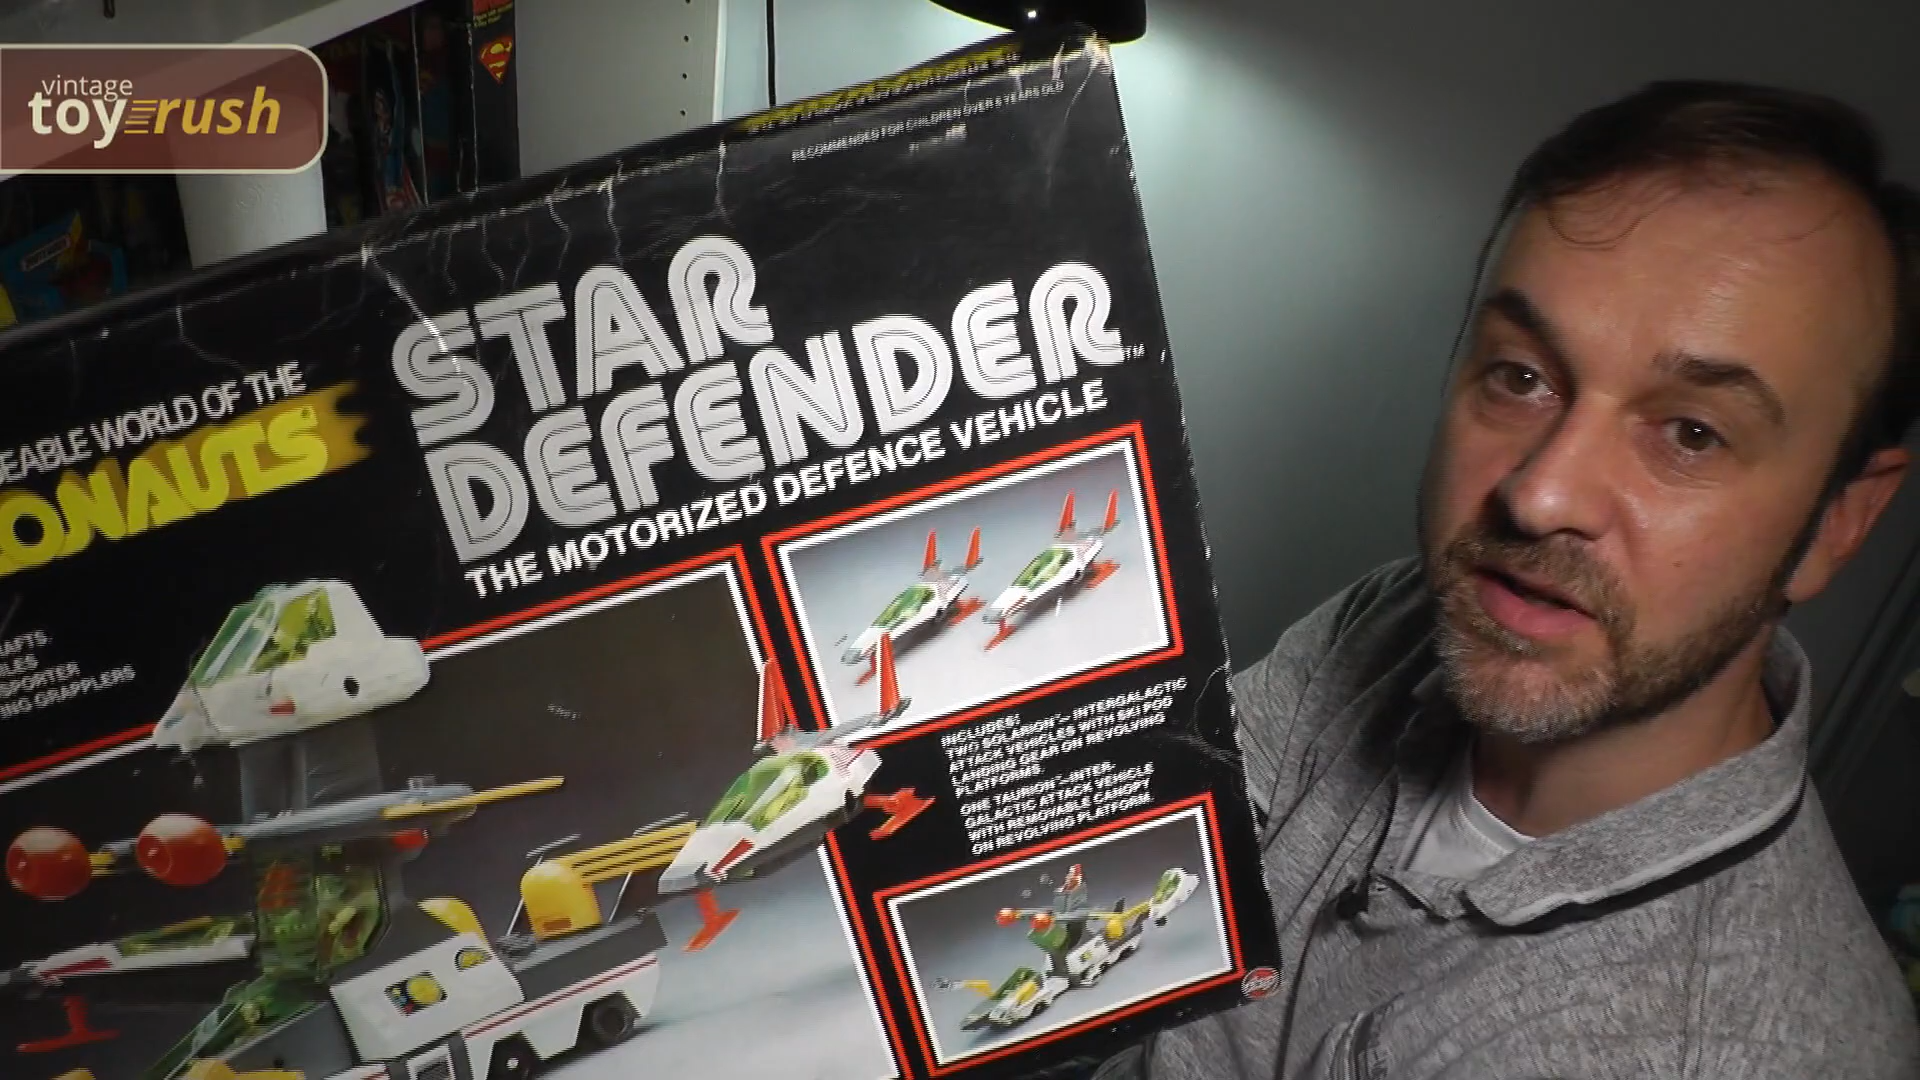 vintage
toy rush
RECOMMENDED FOR CHILDREN OVER 5 YEARS OLD
STAR
DEFENDER™
THE MOTORIZED DEFENCE VEHICLE
EABLE WORLD OF THE
ONAUTS
RAFTS.
LES
SPORTER
ING GRAPPLERS
INCLUDES:
TWO SOLARION™– INTERGALACTIC
ATTACK VEHICLES WITH SKI POD
LANDING GEAR ON REVOLVING
PLATFORMS.
ONE TAURION™–INTER-
GALACTIC ATTACK VEHICLE
WITH REMOVABLE CANOPY
ON REVOLVING PLATFORM.